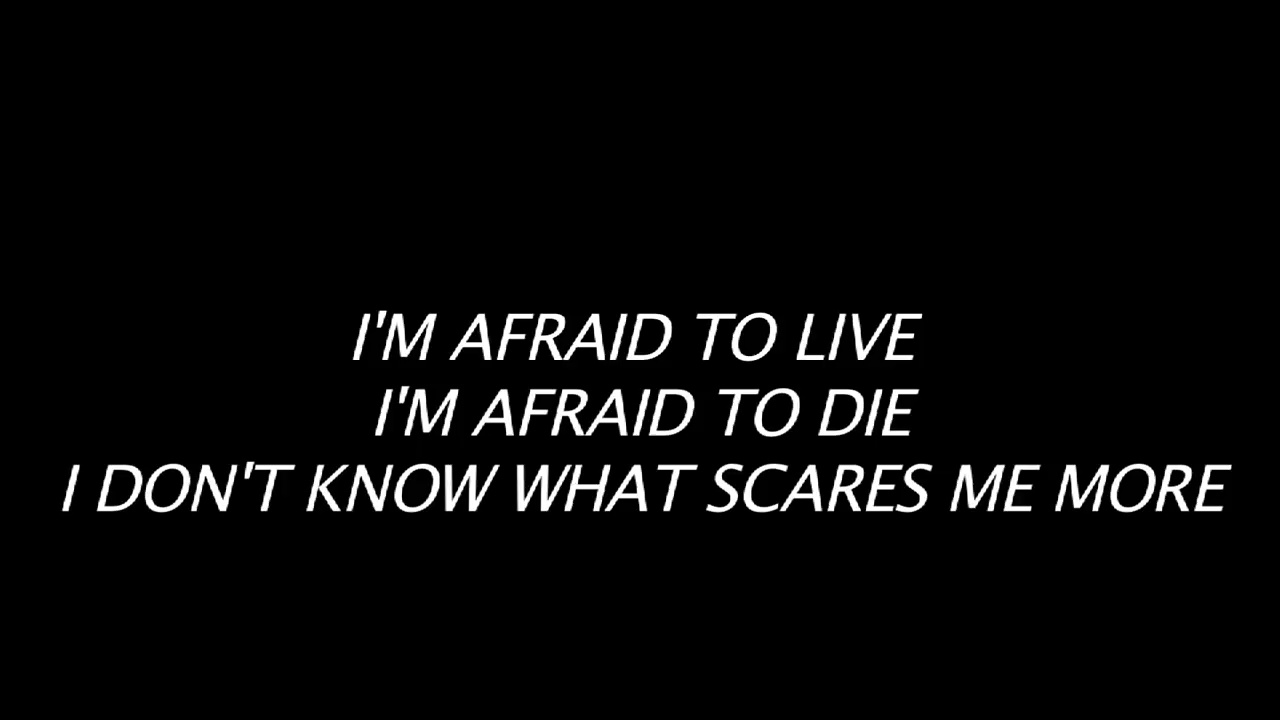 I'M AFRAID TO LIVE
I'M AFRAID TO DIE
I DON'T KNOW WHAT SCARES ME MORE